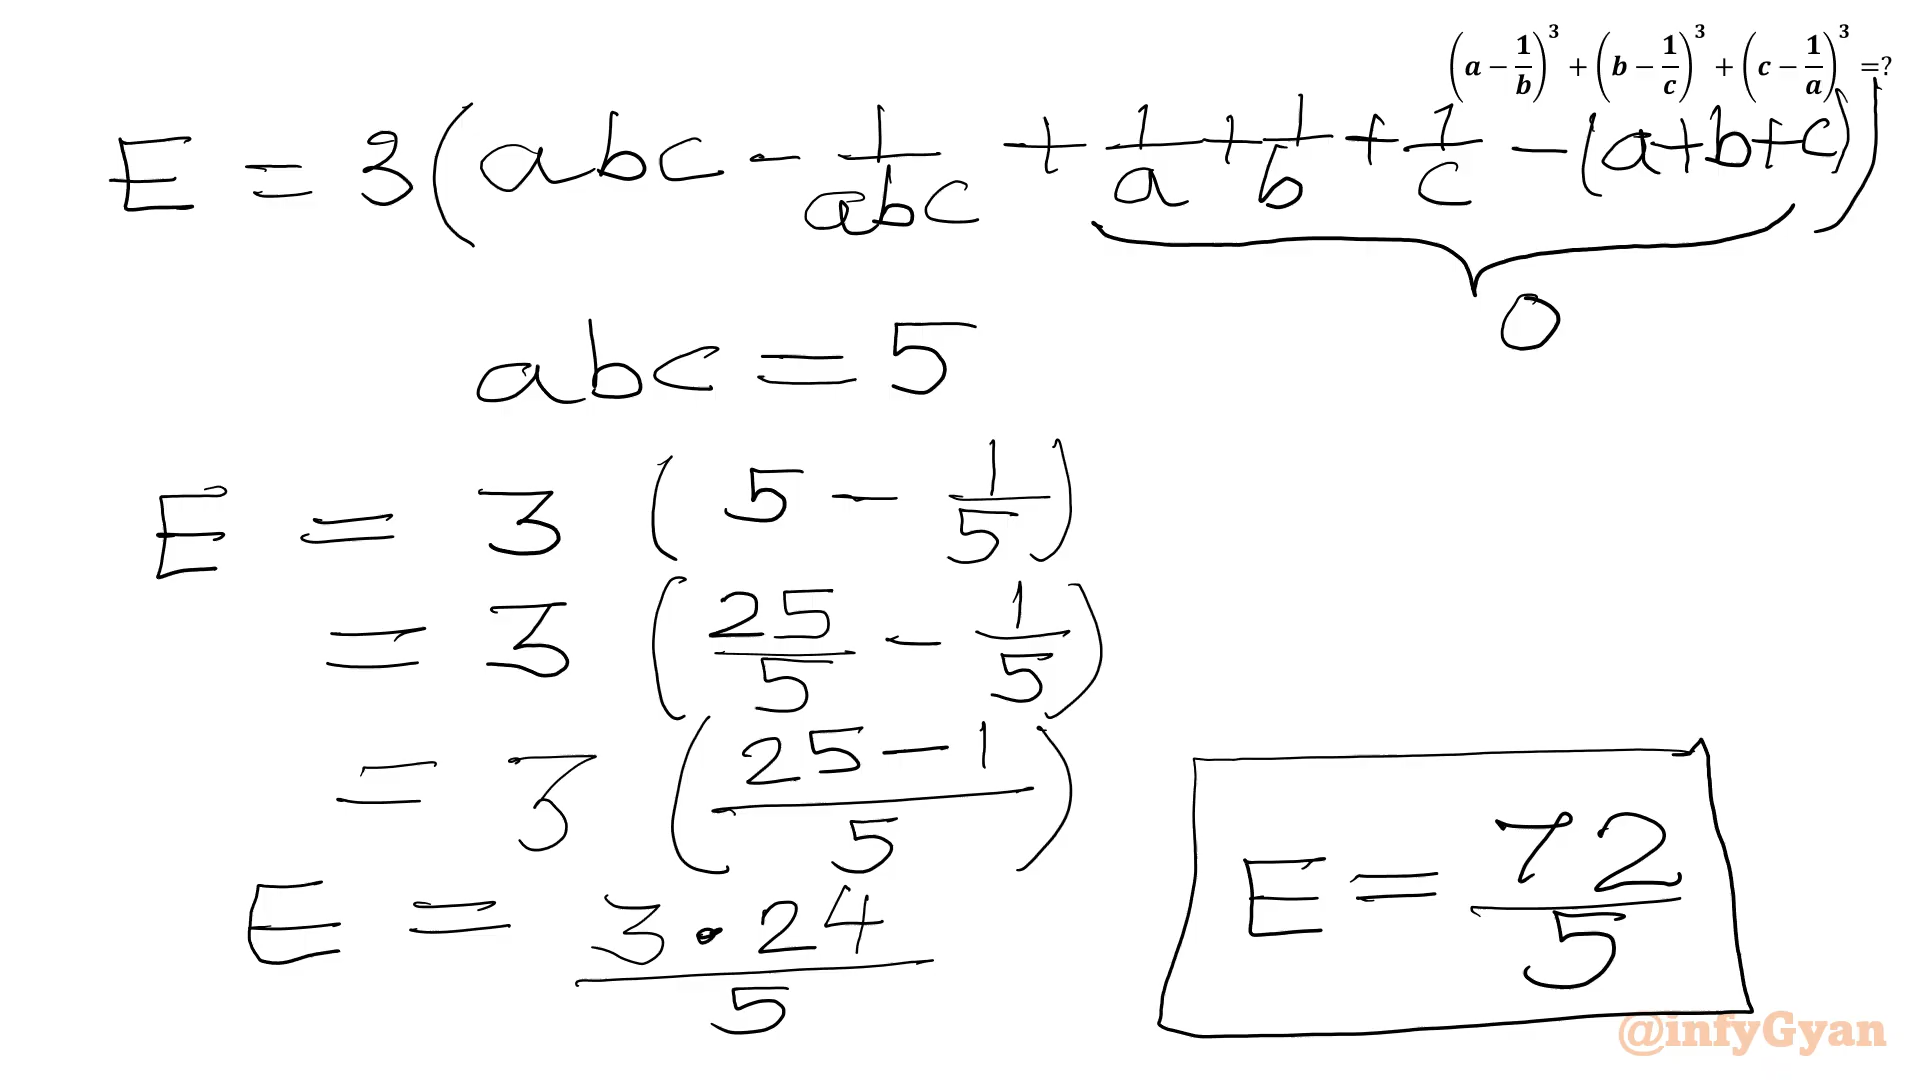 (a − 1/b)³ + (b − 1/c)³ + (c − 1/a)³ =?
E = 3(abc − 1/abc + 1/a + 1/b + 1/c − (a+b+c))
0
abc = 5
E = 3 (5 − 1/5)
= 3 (25/5 − 1/5)
= 3 ((25 − 1)/5)
E = (3 · 24)/5
E = 72/5
@infyGyan